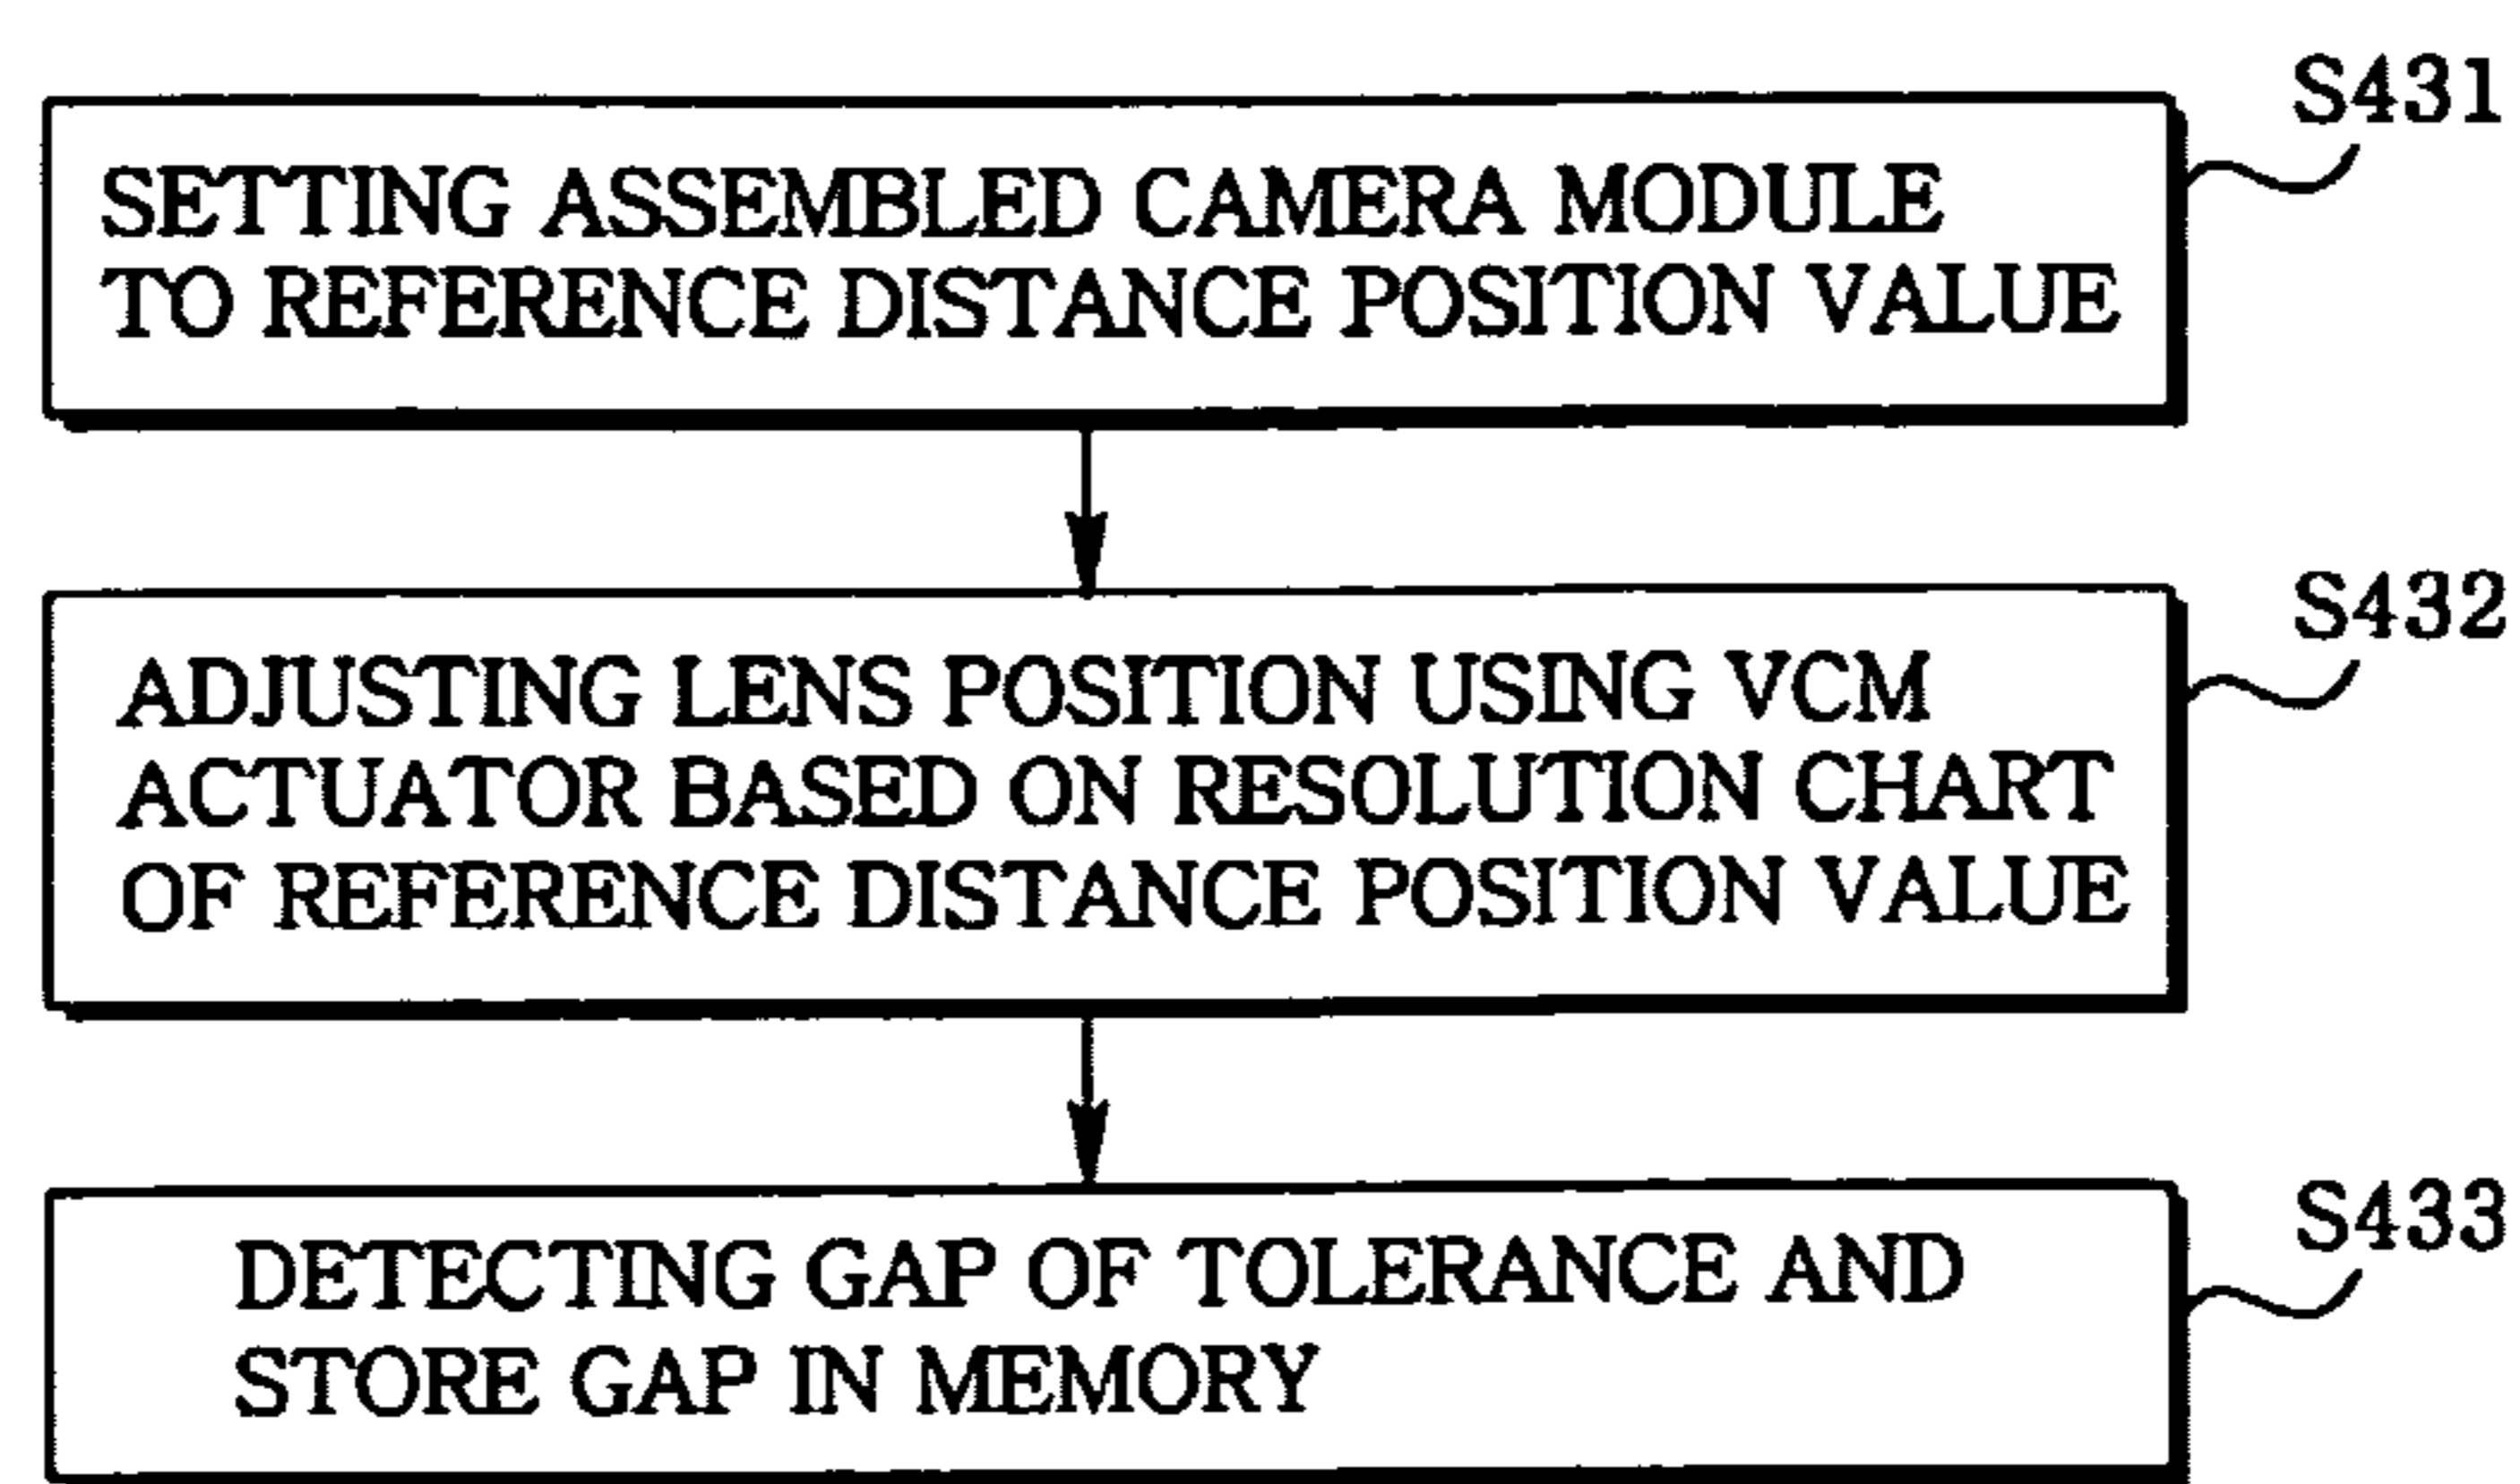 S431
SETTING ASSEMBLED CAMERA MODULE
TO REFERENCE DISTANCE POSITION VALUE
S432
ADJUSTING LENS POSITION USING VCM
ACTUATOR BASED ON RESOLUTION CHART
OF REFERENCE DISTANCE POSITION VALUE
S433
DETECTING GAP OF TOLERANCE AND
STORE GAP IN MEMORY